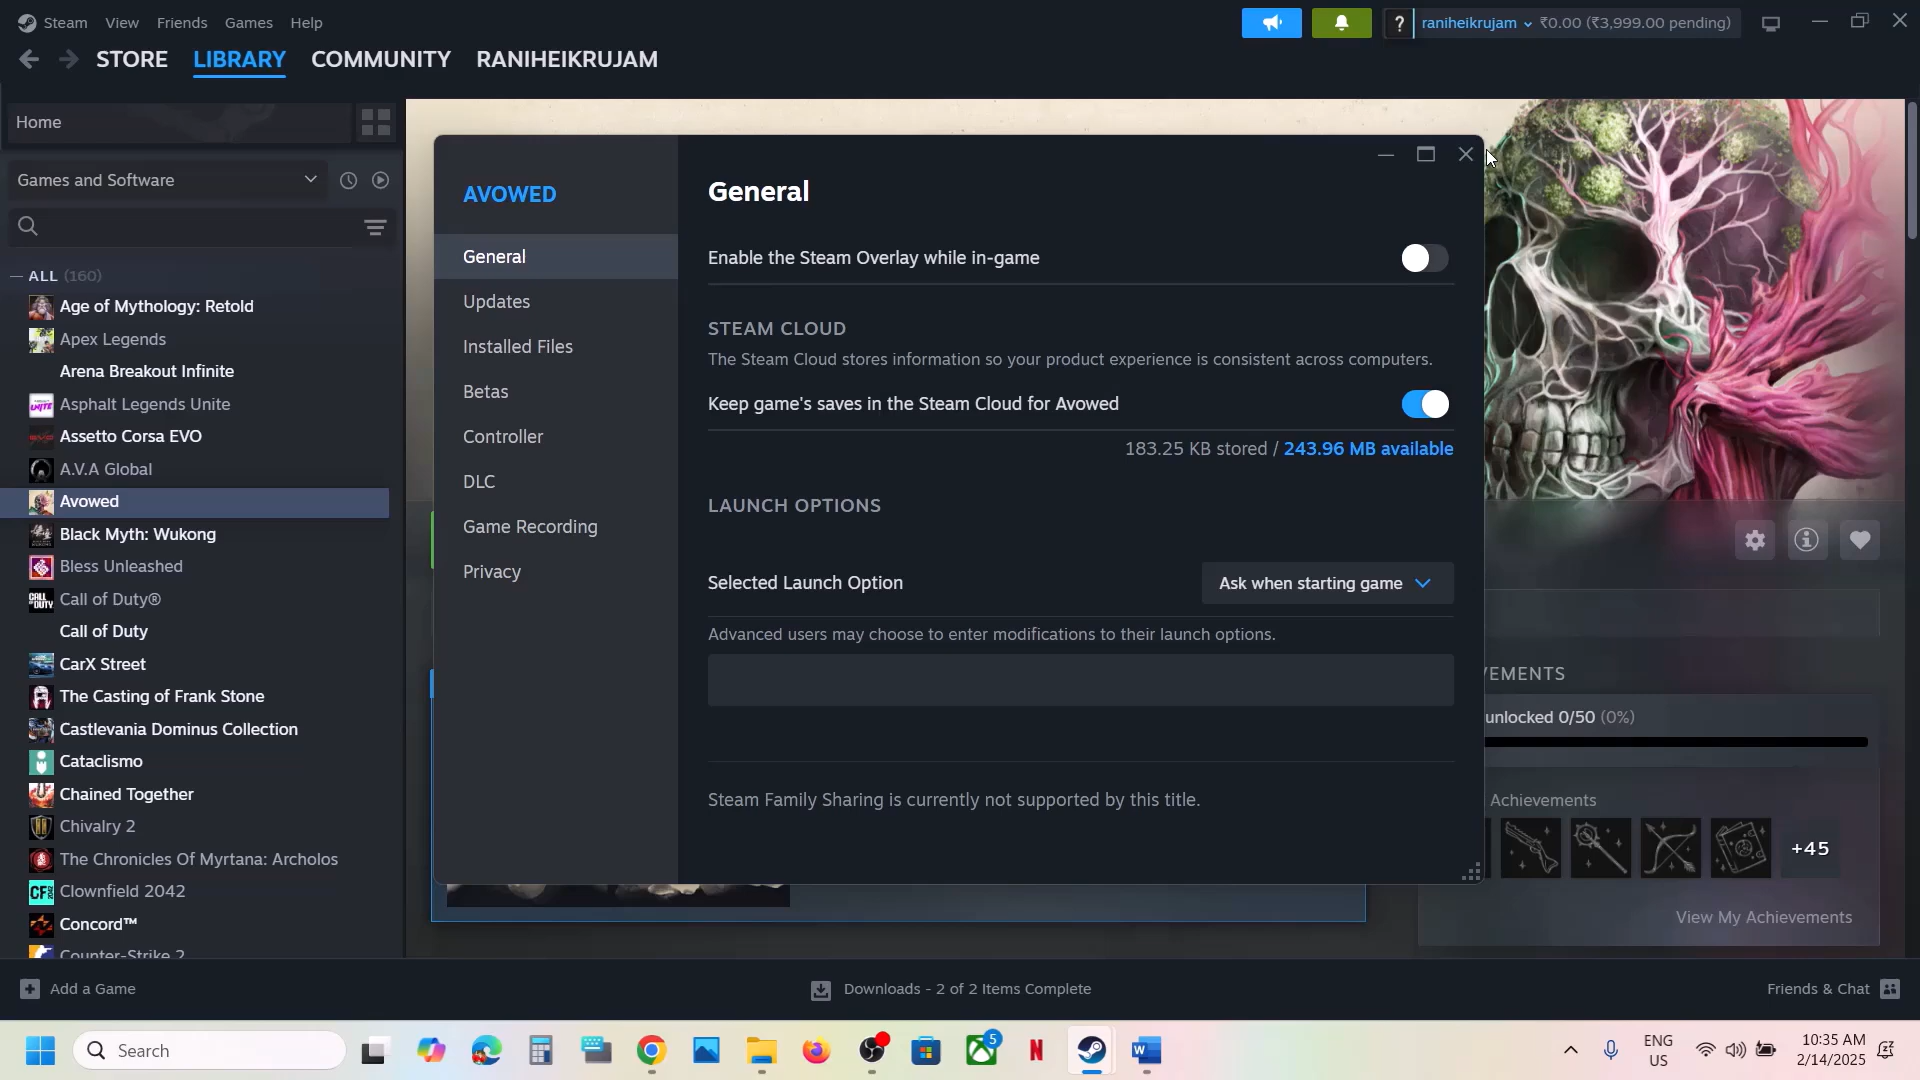 Steam View Friends Games Help
? raniheikrujam ₹0.00 (₹3,999.00 pending)
STORE LIBRARY COMMUNITY RANIHEIKRUJAM
Home
Games and Software
ALL (160)
Age of Mythology: Retold
Apex Legends
Arena Breakout Infinite
Asphalt Legends Unite
Assetto Corsa EVO
A.V.A Global
Avowed
Black Myth: Wukong
Bless Unleashed
Call of Duty®
Call of Duty
CarX Street
The Casting of Frank Stone
Castlevania Dominus Collection
Cataclismo
Chained Together
Chivalry 2
The Chronicles Of Myrtana: Archolos
Clownfield 2042
Concord™
Counter-Strike 2
AVOWED
General
Updates
Installed Files
Betas
Controller
DLC
Game Recording
Privacy
General
Enable the Steam Overlay while in-game
STEAM CLOUD
The Steam Cloud stores information so your product experience is consistent across computers.
Keep game's saves in the Steam Cloud for Avowed
183.25 KB stored / 243.96 MB available
LAUNCH OPTIONS
Selected Launch Option Ask when starting game
Advanced users may choose to enter modifications to their launch options.
Steam Family Sharing is currently not supported by this title.
VEMENTS
unlocked 0/50 (0%)
Achievements
+45
View My Achievements
Add a Game
Downloads - 2 of 2 Items Complete
Friends & Chat
Search
5
ENG
US
10:35 AM
2/14/2025